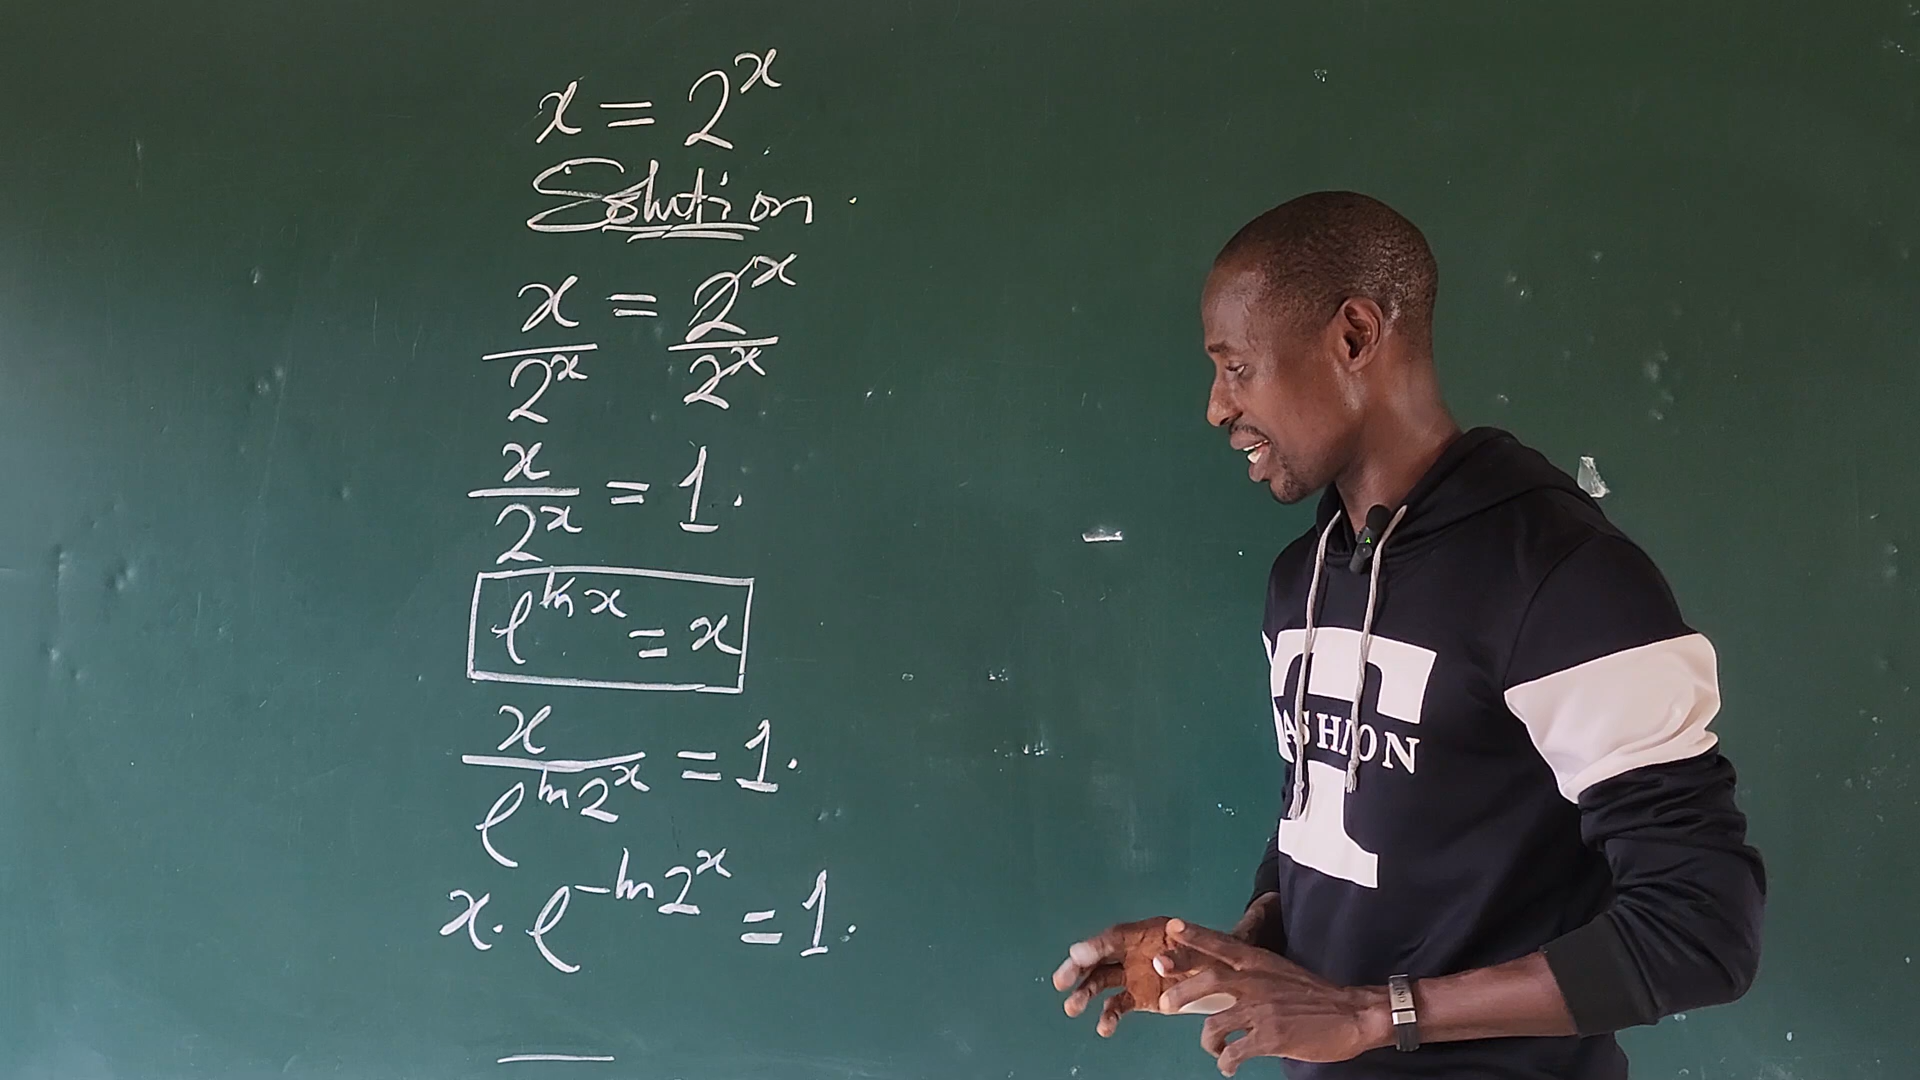 x = 2^x
Solution.
x/2^x = 2^x/2^x
x/2^x = 1.
e^{ln x} = x
x/e^{ln 2^x} = 1.
x. e^{-ln 2^x} = 1.
T
FASHION